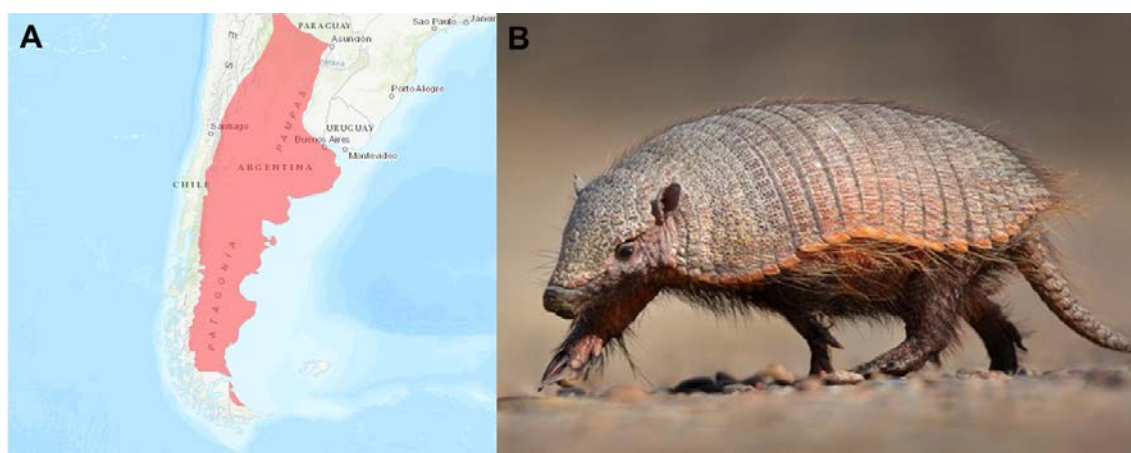 A
B
PARAGUAY
Asunción
Sao Paulo
Porto Alegre
Santiago
PAMPAS
URUGUAY
Buenos Aires
Montevideo
ARGENTINA
CHILE
PATAGONIA